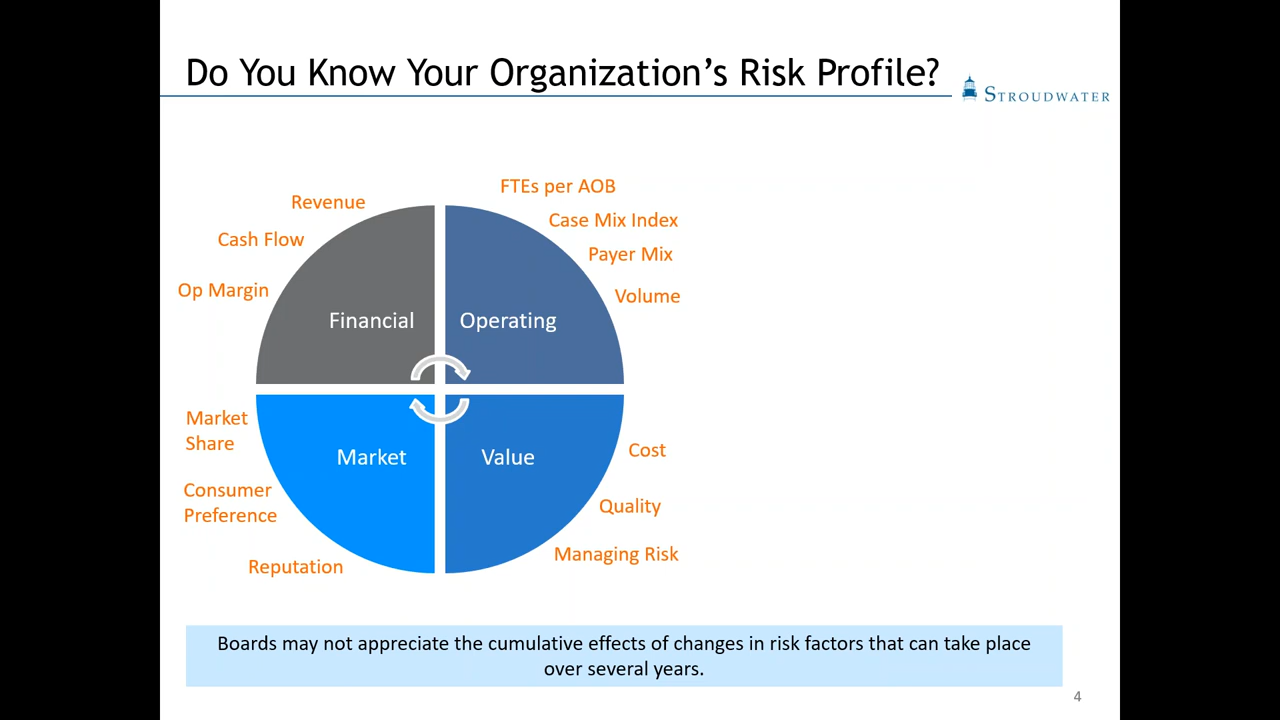 Do You Know Your Organization's Risk Profile?
STROUDWATER
Revenue
Cash Flow
Op Margin
FTEs per AOB
Case Mix Index
Payer Mix
Volume
Financial
Operating
Market
Share
Consumer
Preference
Reputation
Market
Value
Cost
Quality
Managing Risk
Boards may not appreciate the cumulative effects of changes in risk factors that can take place
over several years.
4